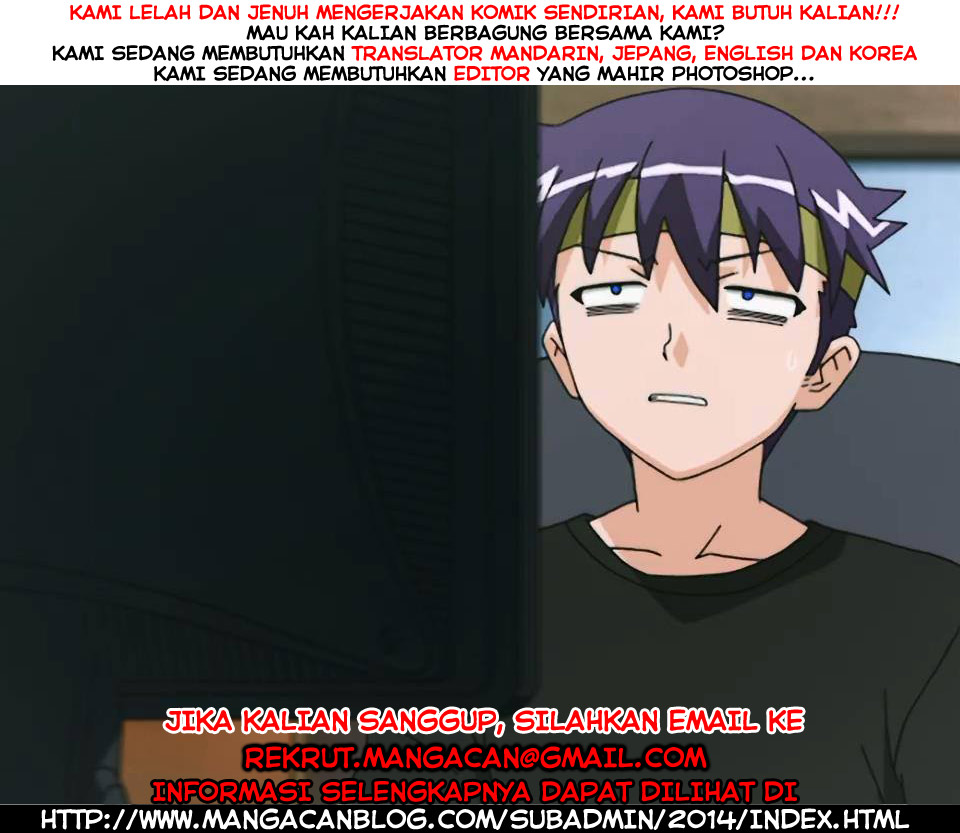 KAMI LELAH DAN JENUH MENGERJAKAN KOMIK SENDIRIAN, KAMI BUTUH KALIAN!!!
MAU KAH KALIAN BERBAGUNG BERSAMA KAMI?
KAMI SEDANG MEMBUTUHKAN TRANSLATOR MANDARIN, JEPANG, ENGLISH DAN KOREA
KAMI SEDANG MEMBUTUHKAN EDITOR YANG MAHIR PHOTOSHOP...
JIKA KALIAN SANGGUP, SILAHKAN EMAIL KE
REKRUT.MANGACAN@GMAIL.COM
INFORMASI SELENGKAPNYA DAPAT DILIHAT DI
HTTP://WWW.MANGACANBLOG.COM/SUBADMIN/2014/INDEX.HTML